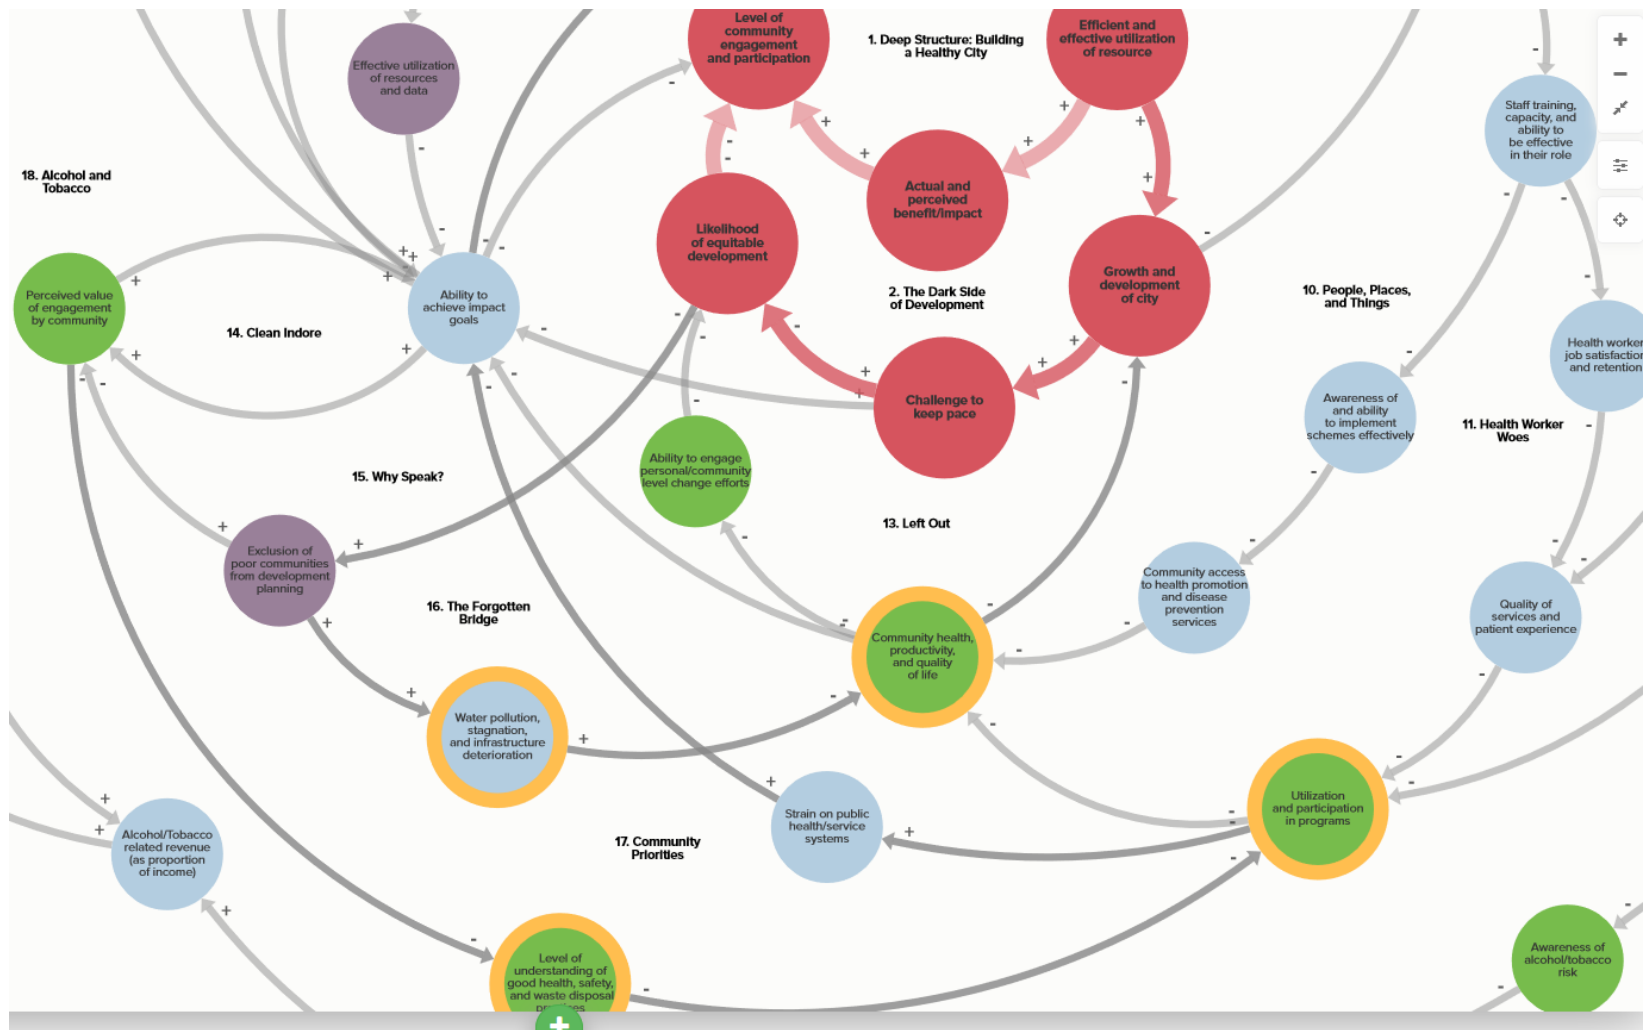 Level of
community
engagement
and participation
1. Deep Structure: Building
a Healthy City
Efficient and
effective utilization
of resource
Effective utilization
of resources
and data
Staff training,
capacity, and
ability to
be effective
in their role
18. Alcohol and
Tobacco
Actual and
perceived
benefit/impact
Likelihood
of equitable
development
Growth and
development
of city
2. The Dark Side
of Development
10. People, Places,
and Things
Perceived value
of engagement
by community
Ability to
achieve impact
goals
14. Clean Indore
Health worker
job satisfaction
and retention
Challenge to
keep pace
Awareness of
and ability
to implement
schemes effectively
11. Health Worker
Woes
Ability to engage
personal/community
level change efforts
15. Why Speak?
13. Left Out
Exclusion of
poor communities
from development
planning
Community access
to health promotion
and disease
prevention
services
16. The Forgotten
Bridge
Quality of
services and
patient experience
Community health,
productivity,
and quality
of life
Water pollution,
stagnation,
and infrastructure
deterioration
Utilization
and participation
in programs
Strain on public
health/service
systems
17. Community
Priorities
Alcohol/Tobacco
related revenue
(as proportion
of income)
Level of
understanding of
good health, safety,
and waste disposal
practices
Awareness of
alcohol/tobacco
risk